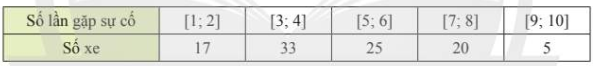 Số lần gặp sự cố [1; 2] [3; 4] [5; 6] [7; 8] [9; 10]
Số xe 17 33 25 20 5